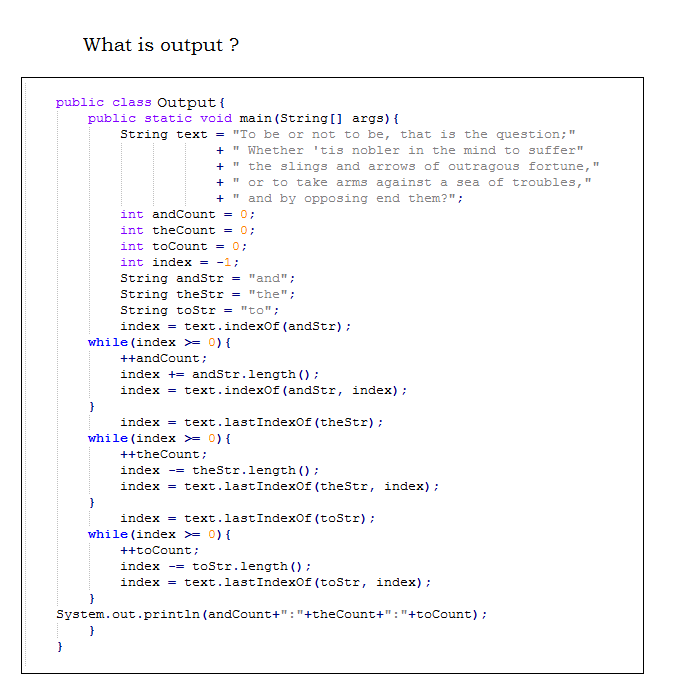 What is output ?
public class Output{
public static void main(String[] args){
String text = "To be or not to be, that is the question;"
+ " Whether 'tis nobler in the mind to suffer"
+ " the slings and arrows of outragous fortune,"
+ " or to take arms against a sea of troubles,"
+ " and by opposing end them?";
int andCount = 0;
int theCount = 0;
int toCount = 0;
int index = -1;
String andStr = "and";
String theStr = "the";
String toStr = "to";
index = text.indexOf(andStr);
while(index >= 0){
++andCount;
index += andStr.length();
index = text.indexOf(andStr, index);
}
index = text.lastIndexOf(theStr);
while(index >= 0){
++theCount;
index -= theStr.length();
index = text.lastIndexOf(theStr, index);
}
index = text.lastIndexOf(toStr);
while(index >= 0){
++toCount;
index -= toStr.length();
index = text.lastIndexOf(toStr, index);
}
System.out.println(andCount+":"+theCount+":"+toCount);
}
}